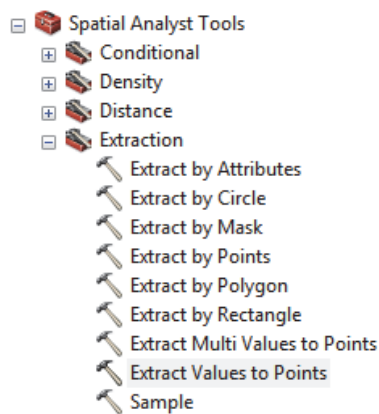 Spatial Analyst Tools
Conditional
Density
Distance
Extraction
Extract by Attributes
Extract by Circle
Extract by Mask
Extract by Points
Extract by Polygon
Extract by Rectangle
Extract Multi Values to Points
Extract Values to Points
Sample